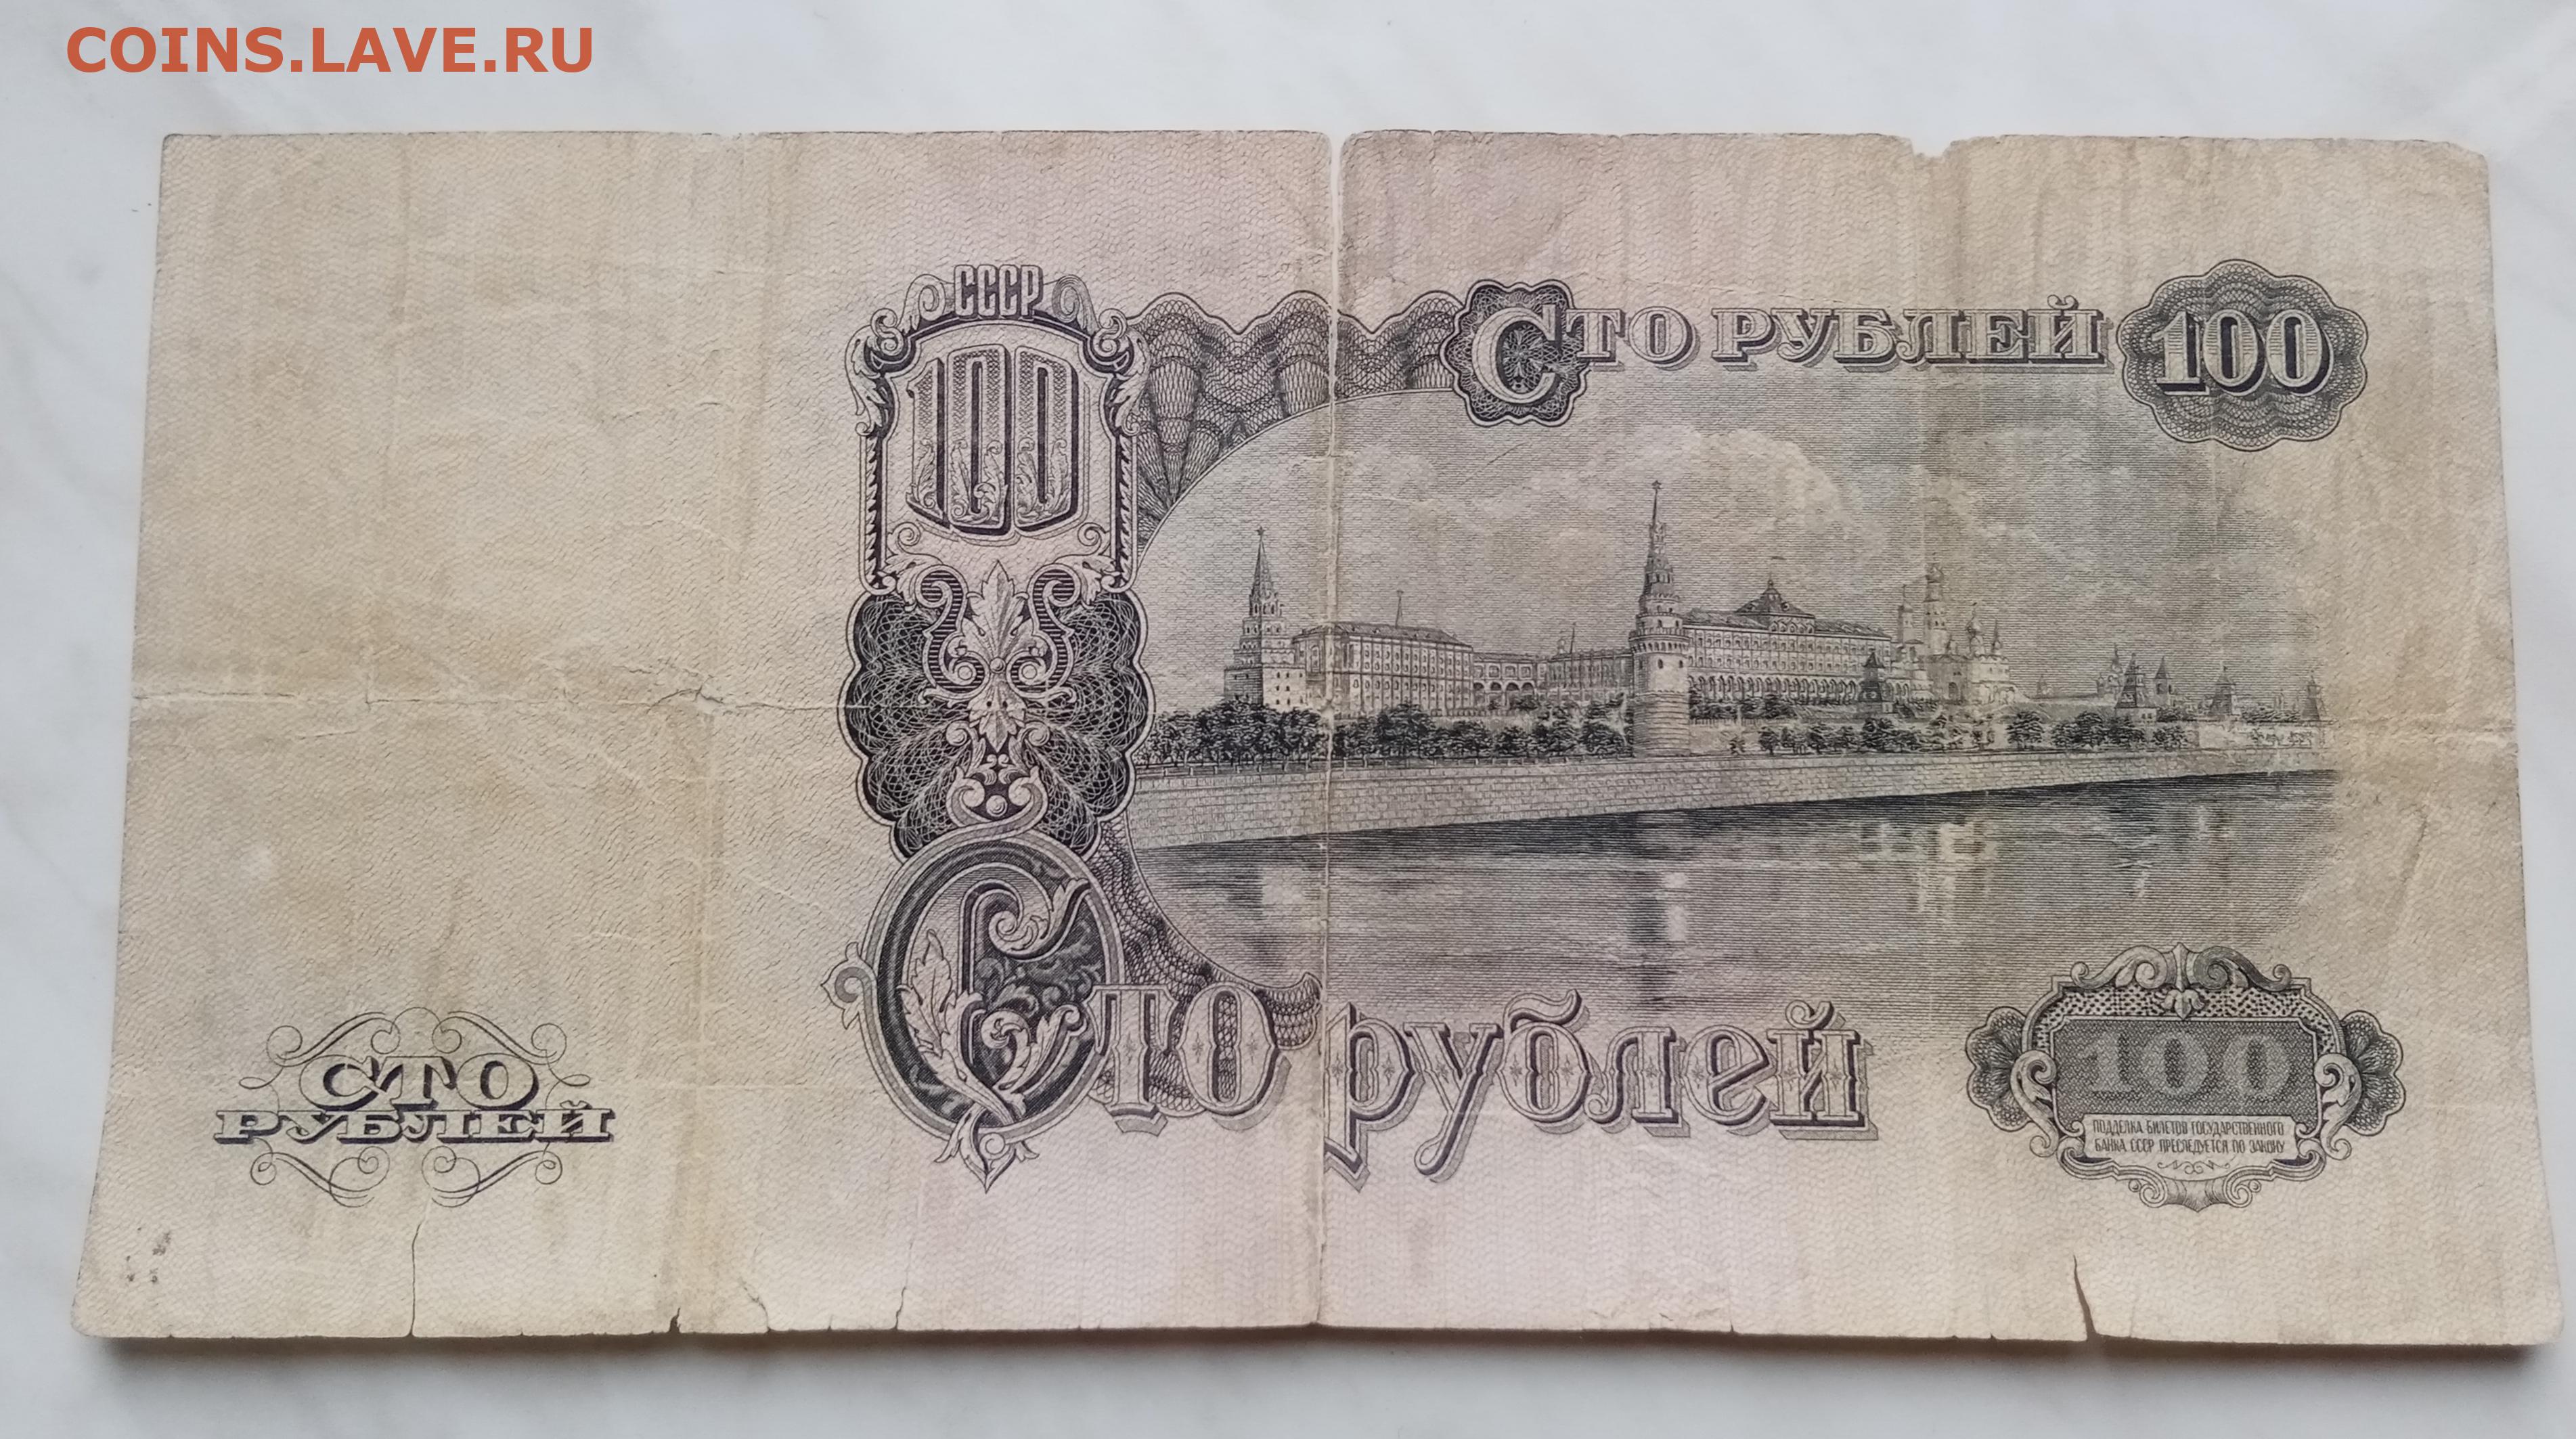 COINS.LAVE.RU
СССР
100
Сто рублей 100
Сто рублей
СТО
РУБЛЕЙ
100
ПОДДЕЛКА БИЛЕТОВ ГОСУДАРСТВЕННОГО
БАНКА СССР ПРЕСЛЕДУЕТСЯ ПО ЗАКОНУ